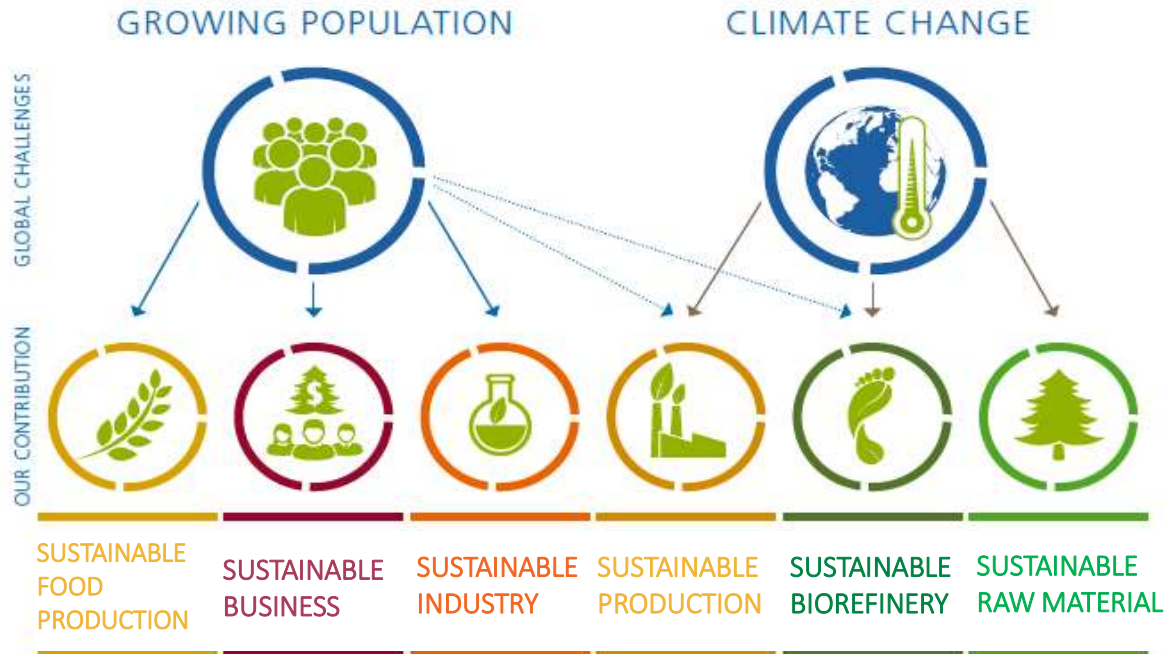 GROWING POPULATION
CLIMATE CHANGE
GLOBAL CHALLENGES
$
OUR CONTRIBUTION
SUSTAINABLE
FOOD
PRODUCTION
SUSTAINABLE
BUSINESS
SUSTAINABLE
INDUSTRY
SUSTAINABLE
PRODUCTION
SUSTAINABLE
BIOREFINERY
SUSTAINABLE
RAW MATERIAL